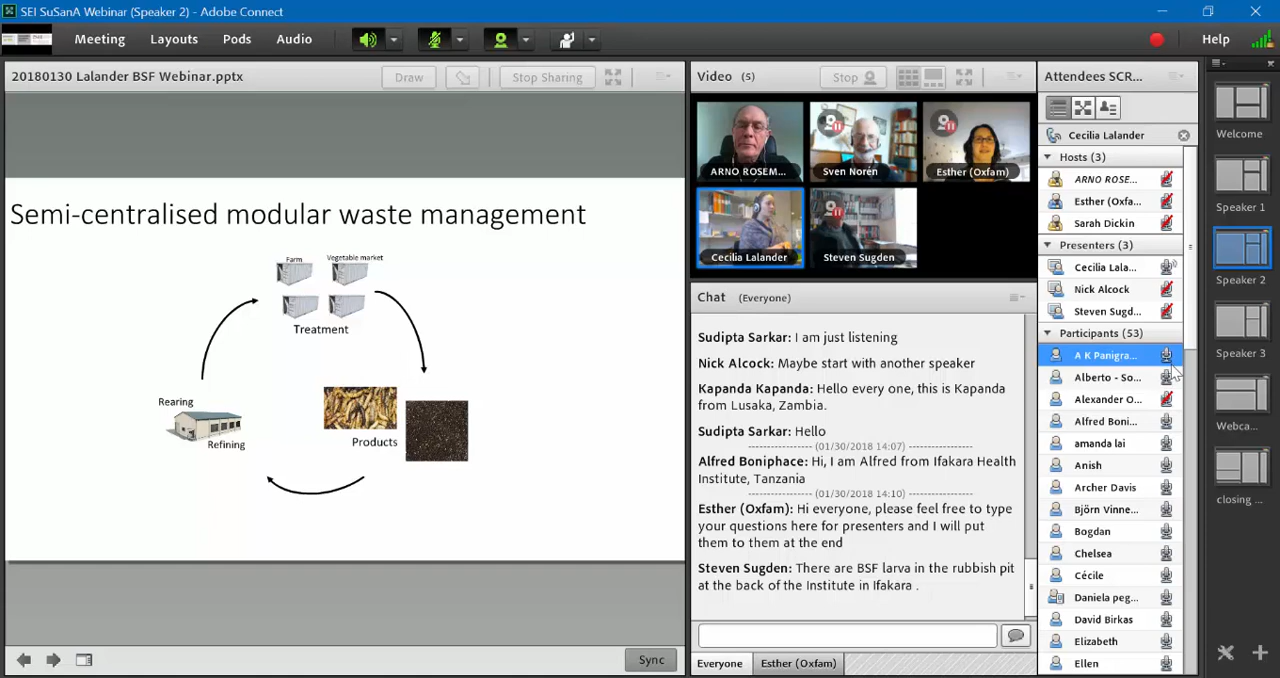 SEI SuSanA Webinar (Speaker 2) - Adobe Connect
Meeting
Layouts
Pods
Audio
Help
20180130 Lalander BSF Webinar.pptx
Draw
Stop Sharing
Semi-centralised modular waste management
Farm
Vegetable market
Treatment
Rearing
Refining
Products
Sync
Video (5)
Stop
ARNO ROSEM...
Sven Norén
Esther (Oxfam)
Cecilia Lalander
Steven Sugden
Chat (Everyone)
Sudipta Sarkar: I am just listening
Nick Alcock: Maybe start with another speaker
Kapanda Kapanda: Hello every one, this is Kapanda
from Lusaka, Zambia.
Sudipta Sarkar: Hello
(01/30/2018 14:07)
Alfred Boniphace: Hi, I am Alfred from Ifakara Health
Institute, Tanzania
(01/30/2018 14:10)
Esther (Oxfam): Hi everyone, please feel free to type
your questions here for presenters and I will put
them to them at the end
Steven Sugden: There are BSF larva in the rubbish pit
at the back of the Institute in Ifakara .
Everyone
Esther (Oxfam)
Attendees SCR...
Cecilia Lalander
Hosts (3)
ARNO ROSE...
Esther (Oxfa...
Sarah Dickin
Presenters (3)
Cecilia Lala...
Nick Alcock
Steven Sugd...
Participants (53)
A K Panigra...
Alberto - So...
Alexander O...
Alfred Boni...
amanda lai
Anish
Archer Davis
Björn Vinne...
Bogdan
Chelsea
Cécile
Daniela peg...
David Birkas
Elizabeth
Ellen
Welcome
Speaker 1
Speaker 2
Speaker 3
Webca...
closing ...